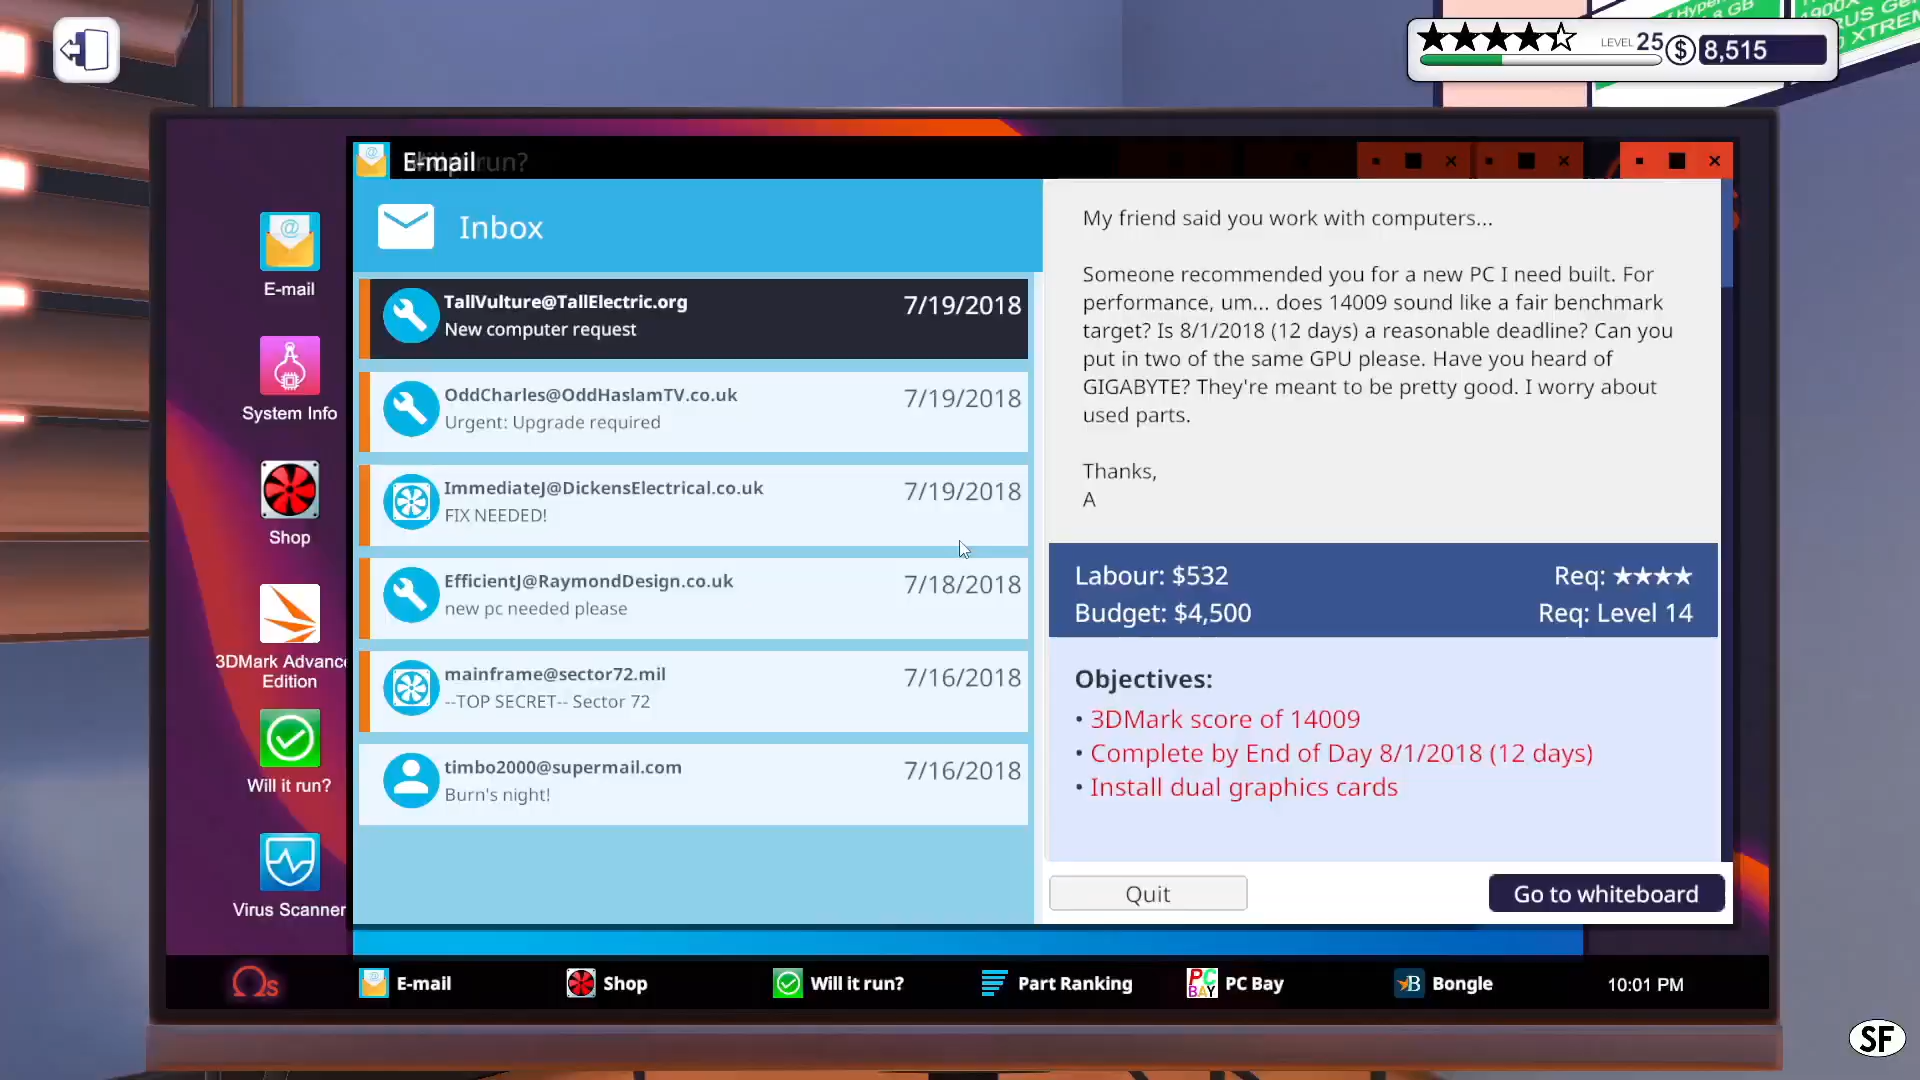 LEVEL 25 $ 8,515
E-mail
Inbox
TallVulture@TallElectric.org 7/19/2018
New computer request
OddCharles@OddHaslamTV.co.uk 7/19/2018
Urgent: Upgrade required
ImmediateJ@DickensElectrical.co.uk 7/19/2018
FIX NEEDED!
EfficientJ@RaymondDesign.co.uk 7/18/2018
new pc needed please
mainframe@sector72.mil 7/16/2018
--TOP SECRET-- Sector 72
timbo2000@supermail.com 7/16/2018
Burn's night!
My friend said you work with computers...
Someone recommended you for a new PC I need built. For
performance, um... does 14009 sound like a fair benchmark
target? Is 8/1/2018 (12 days) a reasonable deadline? Can you
put in two of the same GPU please. Have you heard of
GIGABYTE? They're meant to be pretty good. I worry about
used parts.
Thanks,
A
Labour: $532 Req: ★★★★
Budget: $4,500 Req: Level 14
Objectives:
• 3DMark score of 14009
• Complete by End of Day 8/1/2018 (12 days)
• Install dual graphics cards
Quit Go to whiteboard
E-mail
System Info
Shop
3DMark Advanc
Edition
Will it run?
Virus Scanner
Ωs E-mail Shop Will it run? Part Ranking PC BAY PC Bay B Bongle 10:01 PM
SF